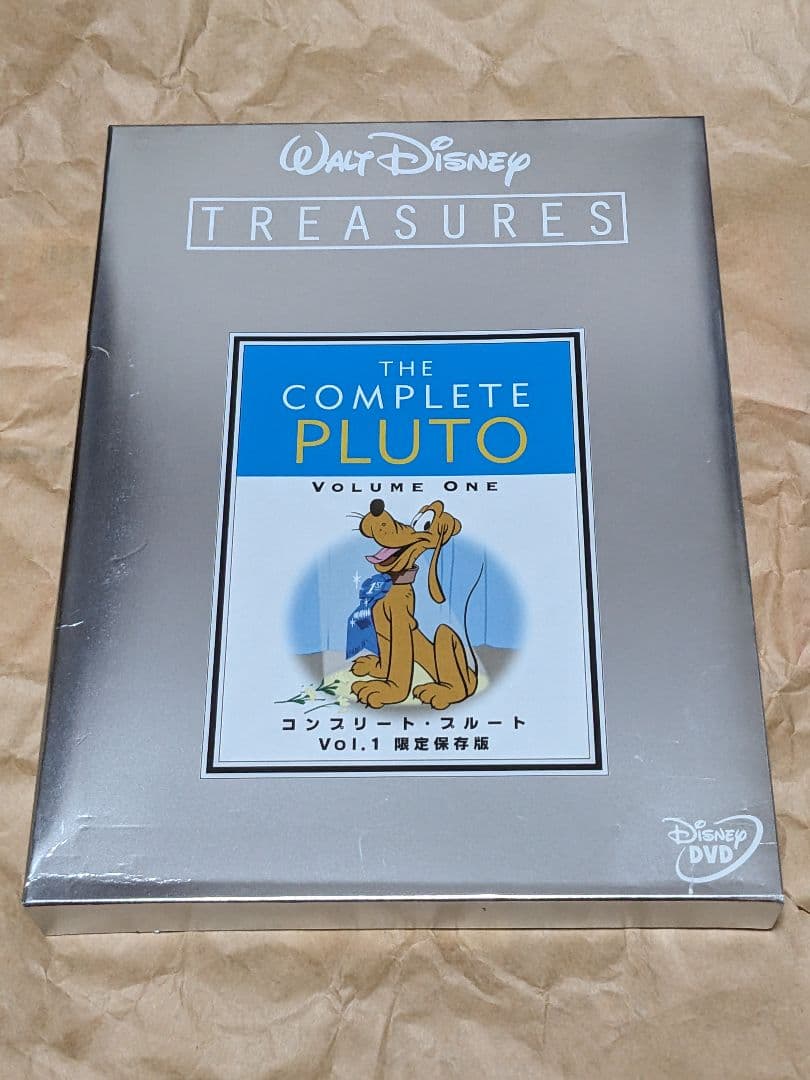 WALT DISNEY
TREASURES
THE
COMPLETE
PLUTO
VOLUME ONE
1ST
コンプリート・プルート
Vol.1 限定保存版
DISNEY
DVD